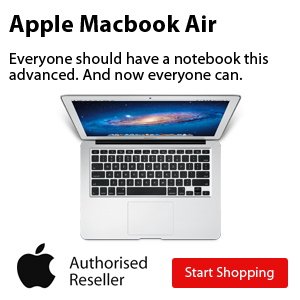 Apple Macbook Air
Everyone should have a notebook this
advanced. And now everyone can.
Authorised
Reseller
Start Shopping